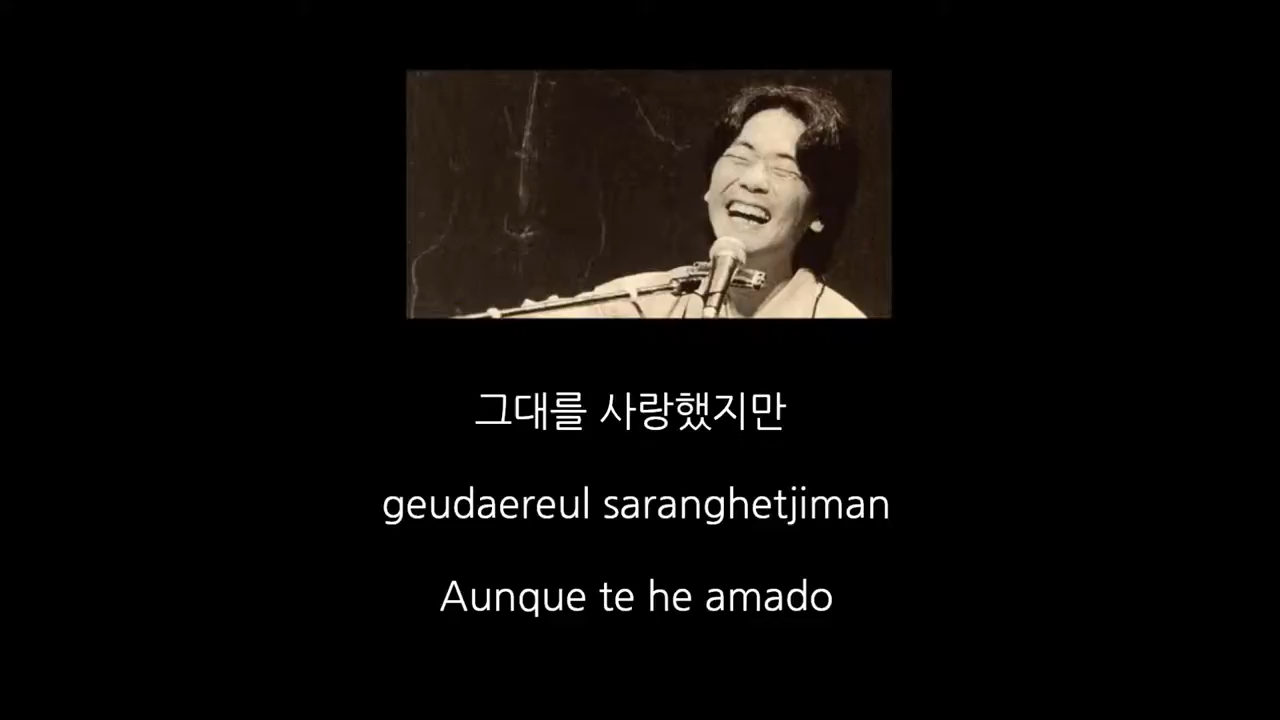 그대를 사랑했지만
geudaereul saranghetjiman
Aunque te he amado